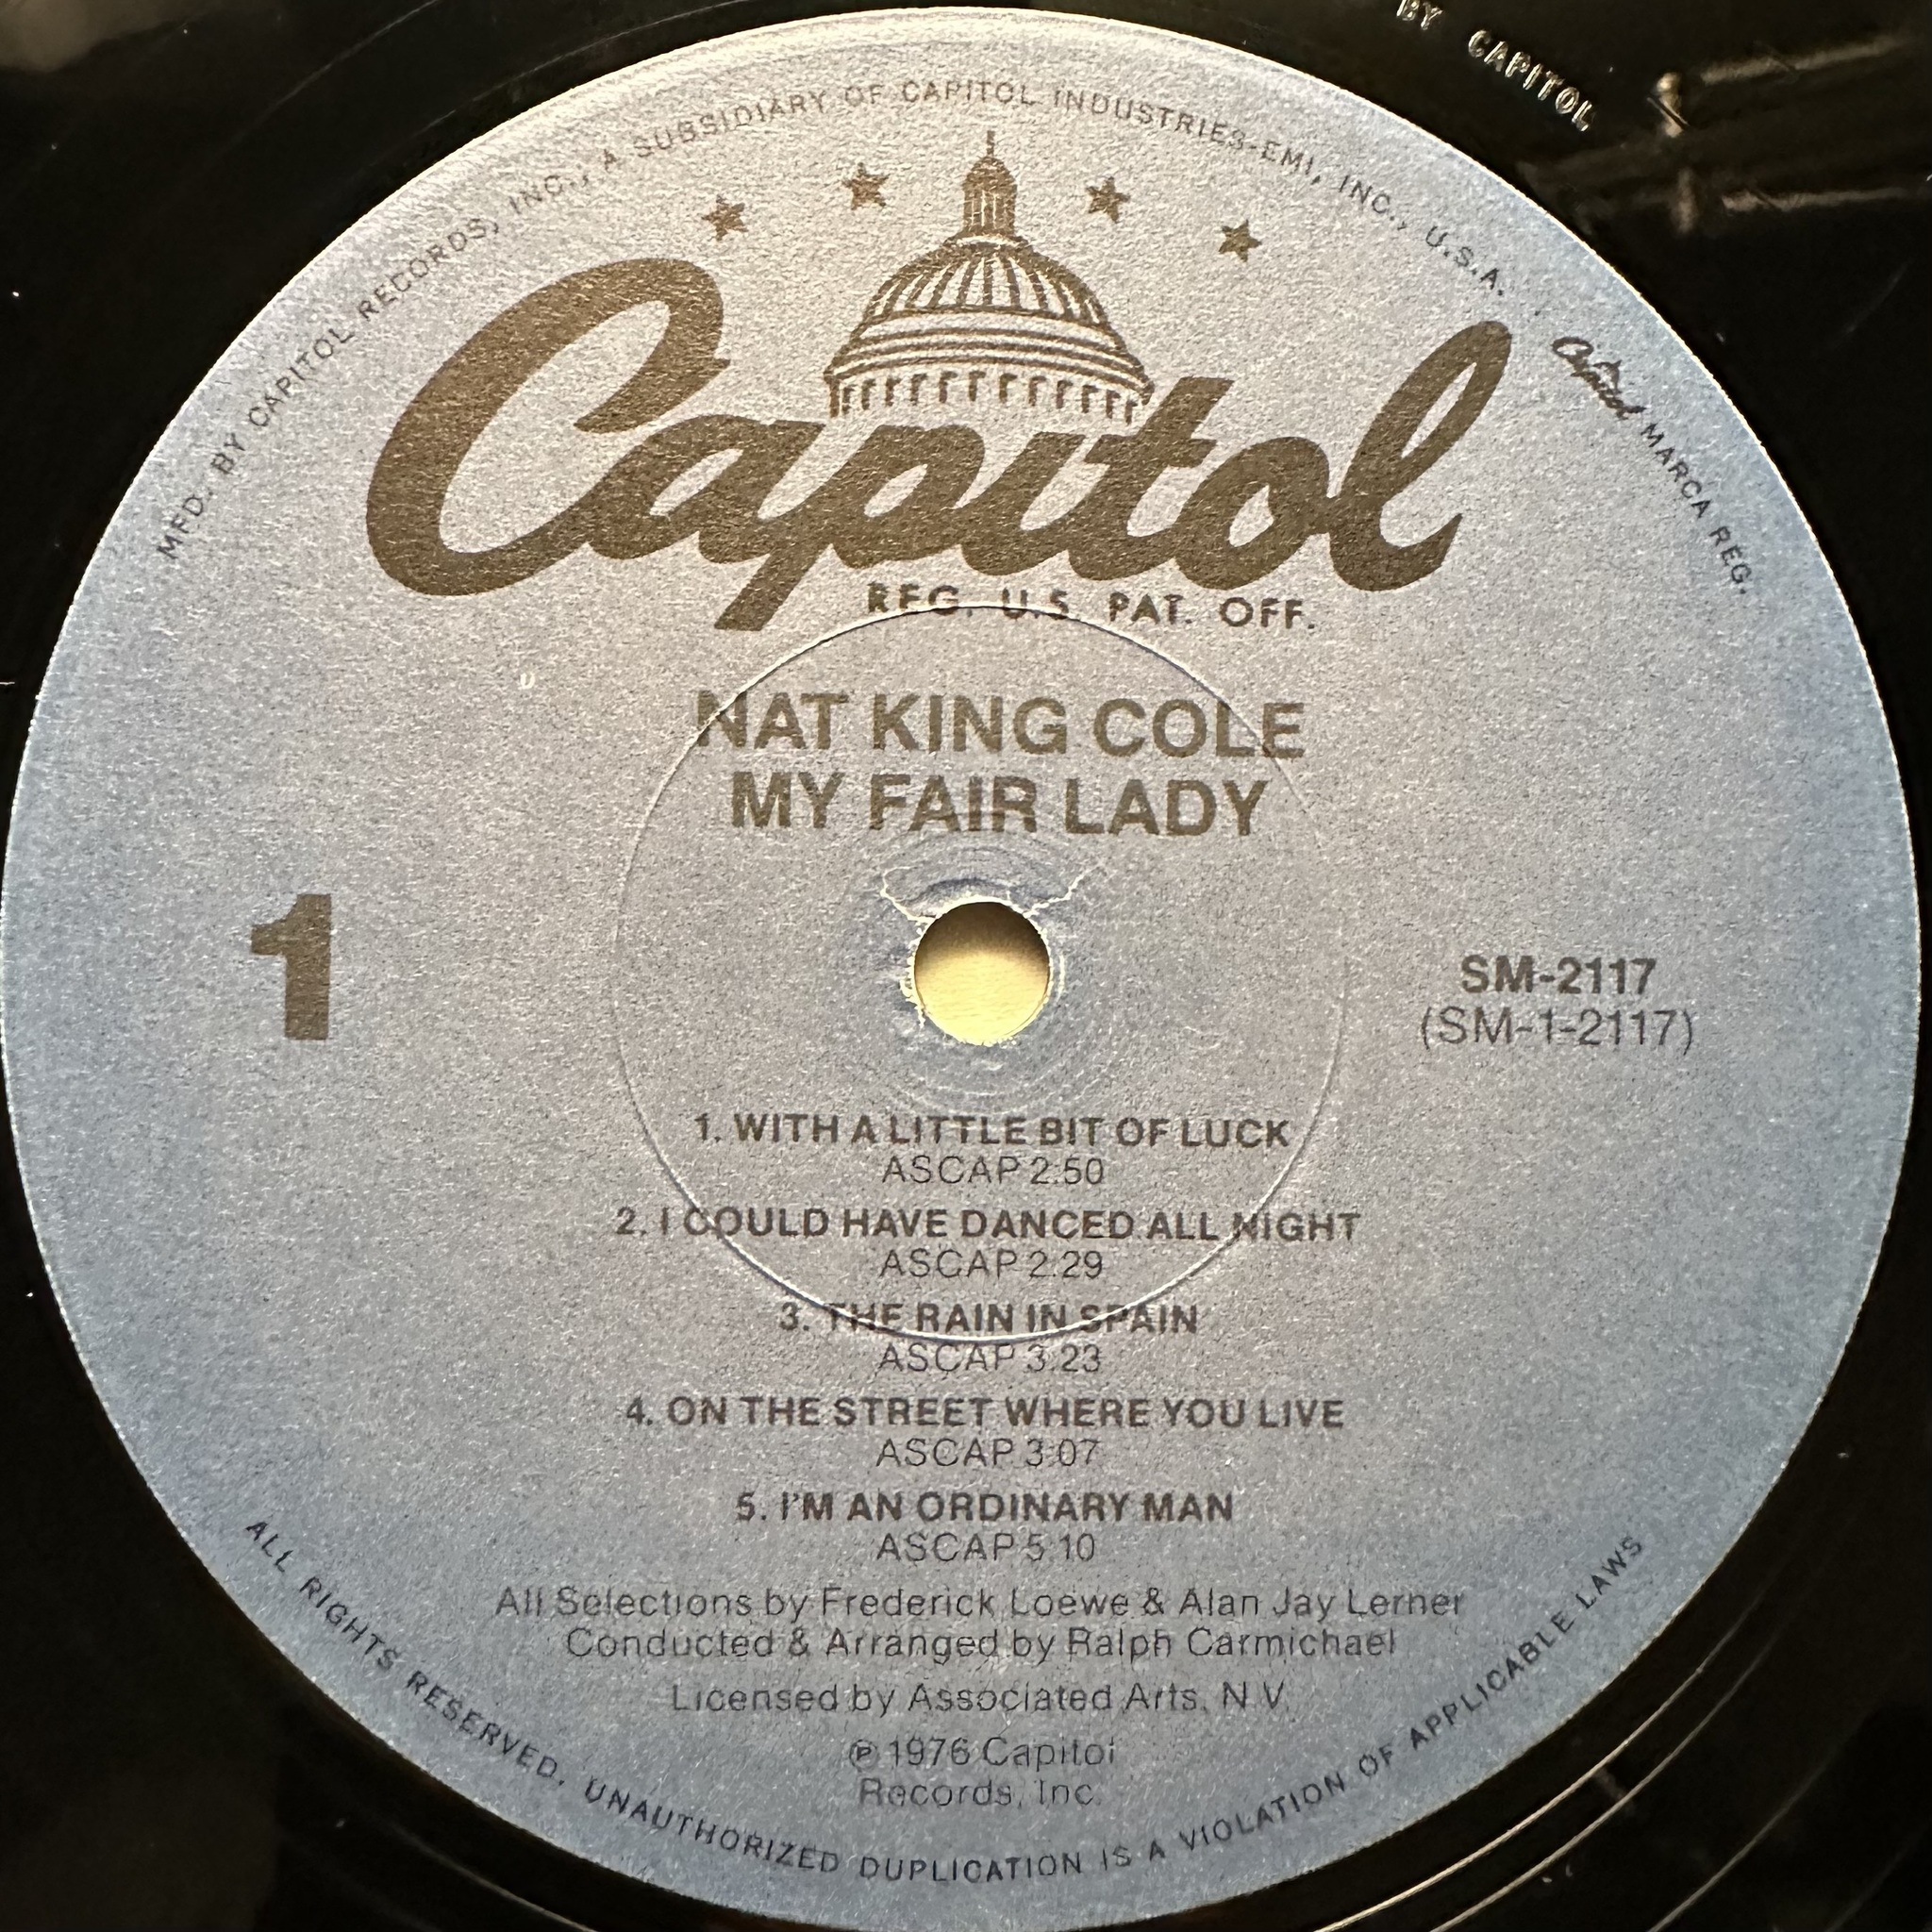 BY CAPITOL
MFD. BY CAPITOL RECORDS, INC., A SUBSIDIARY OF CAPITOL INDUSTRIES-EMI, INC., U.S.A. Capitol MARCA REG.
Capitol
REG. U.S. PAT. OFF.
NAT KING COLE
MY FAIR LADY
1
SM-2117
(SM-1-2117)
1. WITH A LITTLE BIT OF LUCK
ASCAP 2:50
2. I COULD HAVE DANCED ALL NIGHT
ASCAP 2:29
3. THE RAIN IN SPAIN
ASCAP 3:23
4. ON THE STREET WHERE YOU LIVE
ASCAP 3:07
5. I'M AN ORDINARY MAN
ASCAP 5:10
All Selections by Frederick Loewe & Alan Jay Lerner
Conducted & Arranged by Ralph Carmichael
Licensed by Associated Arts, N.V.
℗ 1976 Capitol
Records, Inc.
ALL RIGHTS RESERVED. UNAUTHORIZED DUPLICATION IS A VIOLATION OF APPLICABLE LAWS